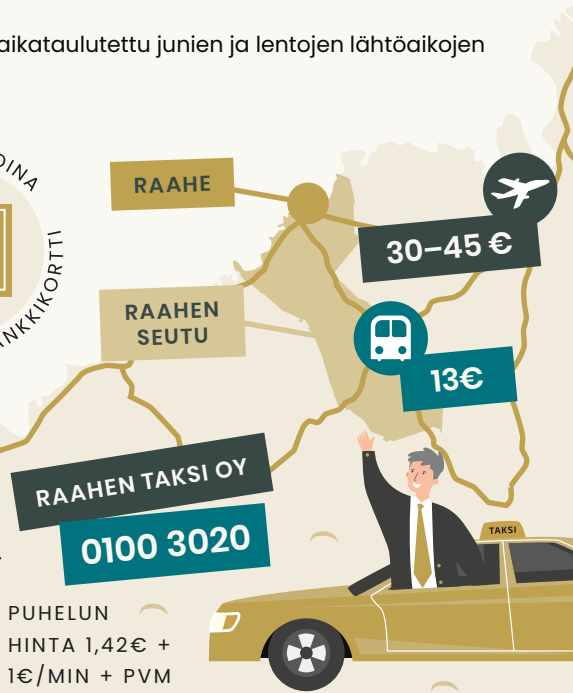 aikataulutettu junien ja lentojen lähtöaikojen
RAAHE
30–45 €
RAAHEN
SEUTU
13€
RAAHEN TAKSI OY
0100 3020
TAKSI
PUHELUN
HINTA 1,42€ +
1€/MIN + PVM